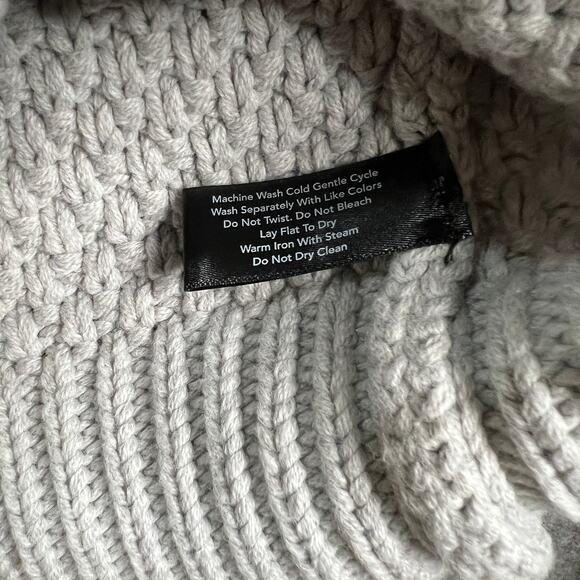 Machine Wash Cold Gentle Cycle
Wash Separately With Like Colors
Do Not Twist. Do Not Bleach
Lay Flat To Dry
Warm Iron With Steam
Do Not Dry Clean